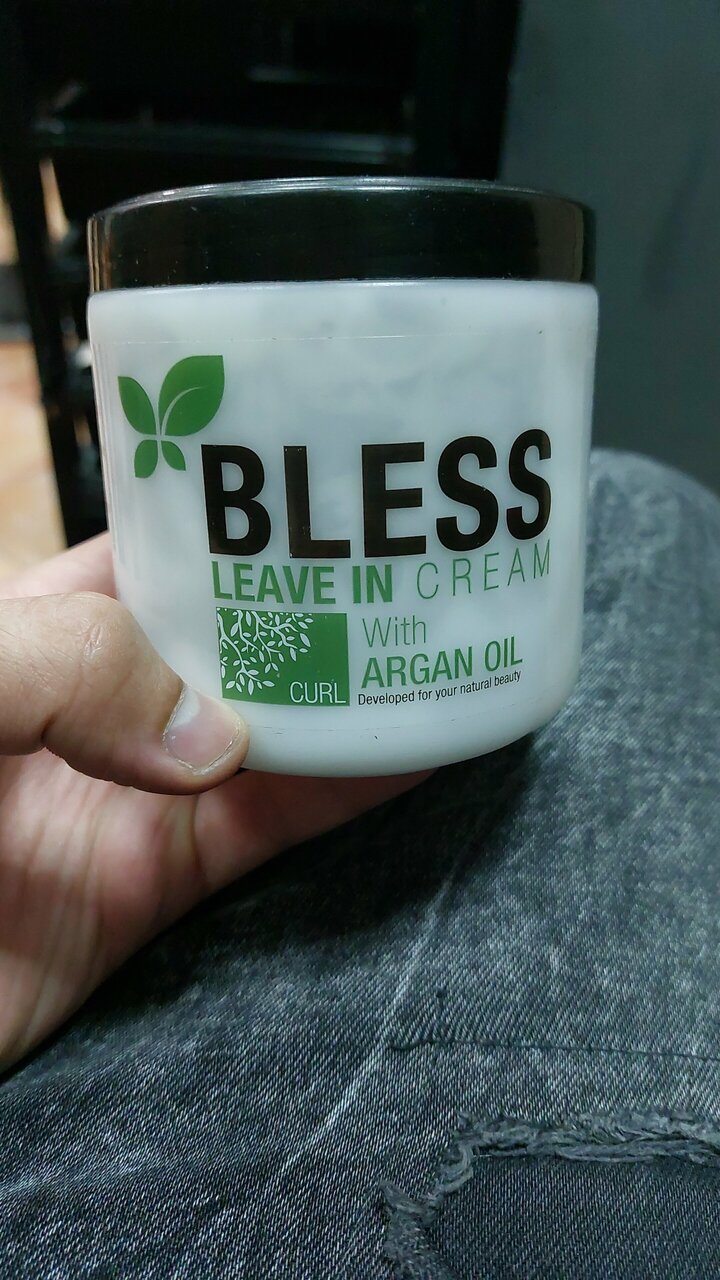 BLESS
LEAVE IN CREAM
With
ARGAN OIL
CURL
Developed for your natural beauty